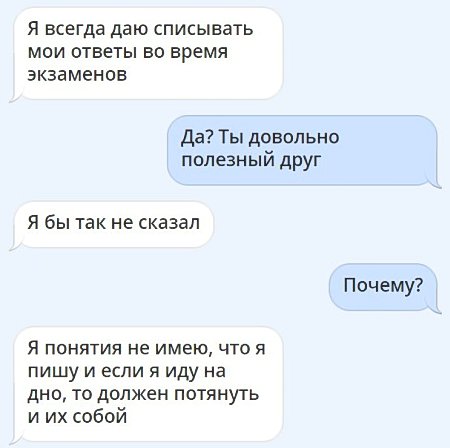 Я всегда даю списывать
мои ответы во время
экзаменов
Да? Ты довольно
полезный друг
Я бы так не сказал
Почему?
Я понятия не имею, что я
пишу и если я иду на
дно, то должен потянуть
и их собой